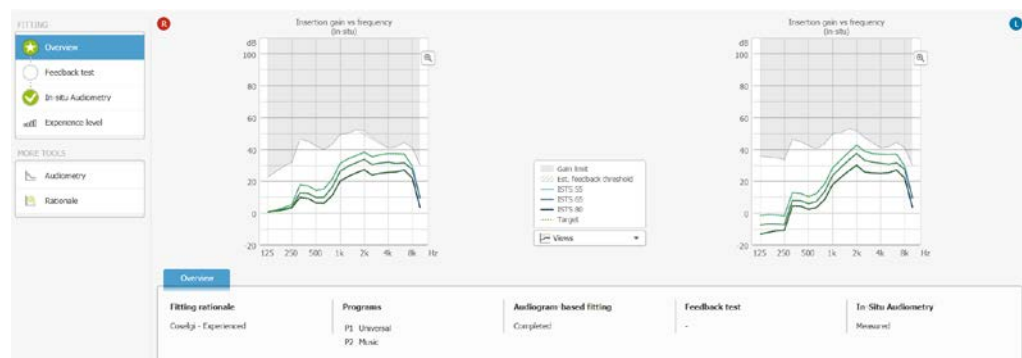 FITTING
Overview
Feedback test
In-situ Audiometry
Experience level
MORE TOOLS
Audiometry
Rationale
R
Insertion gain vs frequency
(in-situ)
dB
100
80
60
40
20
0
-20
125 250 500 1k 2k 4k 8k Hz
Gain limit
Est. feedback threshold
ISTS 55
ISTS 65
ISTS 80
Target
Views
L
Insertion gain vs frequency
(in-situ)
dB
100
80
60
40
20
0
-20
125 250 500 1k 2k 4k 8k Hz
Overview
Fitting rationale
Coselgi - Experienced
Programs
P1 Universal
P2 Music
Audiogram based fitting
Completed
Feedback test
-
In-Situ Audiometry
Measured